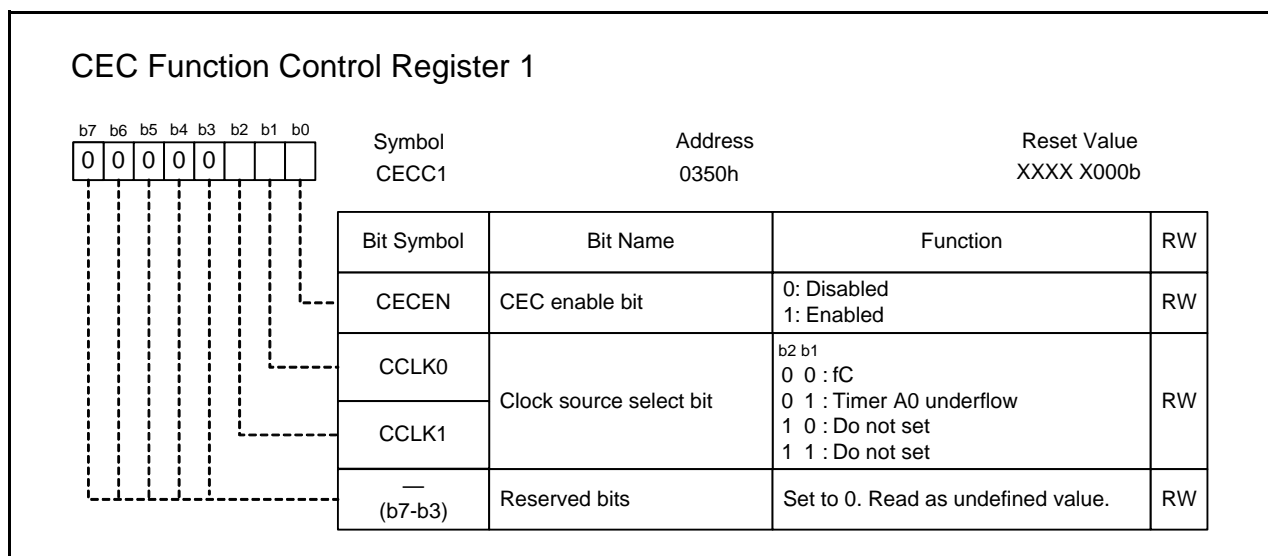 CEC Function Control Register 1
b7 b6 b5 b4 b3 b2 b1 b0
0 0 0 0 0
Symbol Address Reset Value
CECC1 0350h XXXX X000b
Bit Symbol Bit Name Function RW
CECEN CEC enable bit 0: Disabled
1: Enabled RW
CCLK0
CCLK1
Clock source select bit
b2 b1
0 0 : fC
0 1 : Timer A0 underflow
1 0 : Do not set
1 1 : Do not set
RW
—
(b7-b3)
Reserved bits Set to 0. Read as undefined value. RW